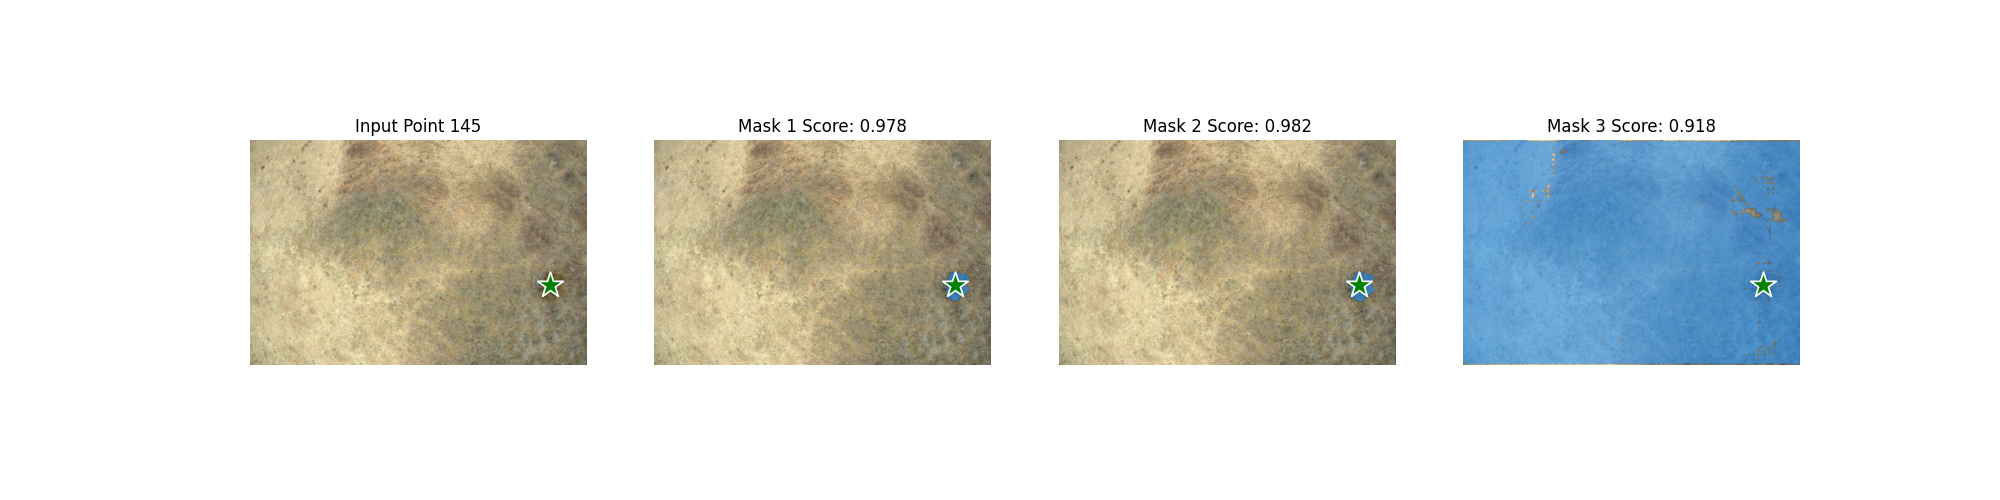 Input Point 145
Mask 1 Score: 0.978
Mask 2 Score: 0.982
Mask 3 Score: 0.918